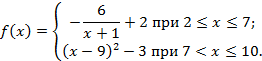 f(x) = { − 6/(x + 1) + 2 при 2 ≤ x ≤ 7;
(x − 9)² − 3 при 7 < x ≤ 10.